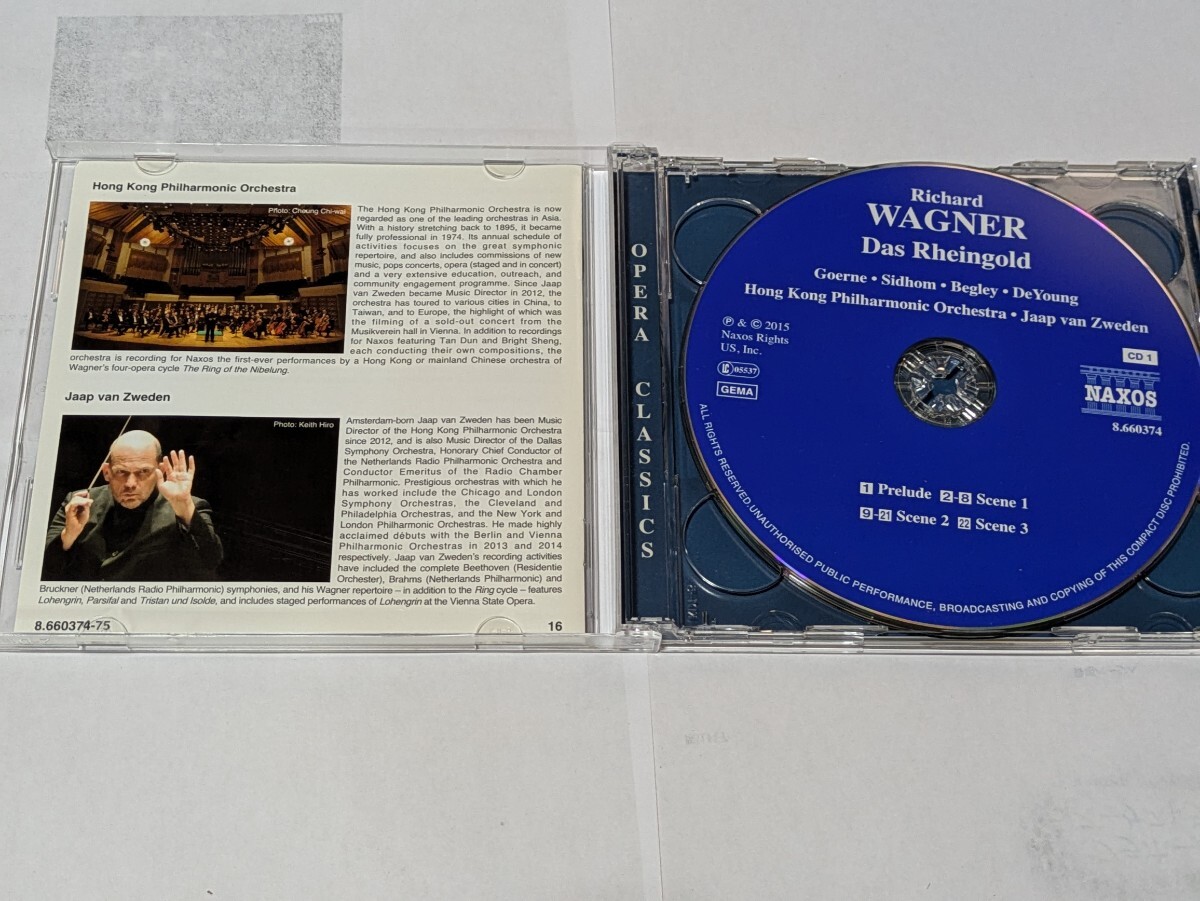 Hong Kong Philharmonic Orchestra
Photo: Cheung Chi-wai
The Hong Kong Philharmonic Orchestra is now
regarded as one of the leading orchestras in Asia.
With a history stretching back to 1895, it became
fully professional in 1974. Its annual schedule of
activities focuses on the great symphonic
repertoire, and also includes commissions of new
music, pops concerts, opera (staged and in concert)
and a very extensive education, outreach, and
community engagement programme. Since Jaap
van Zweden became Music Director in 2012, the
orchestra has toured to various cities in China, to
Taiwan, and to Europe, the highlight of which was
the filming of a sold-out concert from the
Musikverein hall in Vienna. In addition to recordings
for Naxos featuring Tan Dun and Bright Sheng,
each conducting their own compositions, the
orchestra is recording for Naxos the first-ever performances by a Hong Kong or mainland Chinese orchestra of
Wagner's four-opera cycle The Ring of the Nibelung.
Jaap van Zweden
Photo: Keith Hiro
Amsterdam-born Jaap van Zweden has been Music
Director of the Hong Kong Philharmonic Orchestra
since 2012, and is also Music Director of the Dallas
Symphony Orchestra, Honorary Chief Conductor of
the Netherlands Radio Philharmonic Orchestra and
Conductor Emeritus of the Radio Chamber
Philharmonic. Prestigious orchestras with which he
has worked include the Chicago and London
Symphony Orchestras, the Cleveland and
Philadelphia Orchestras, and the New York and
London Philharmonic Orchestras. He made highly
acclaimed débuts with the Berlin and Vienna
Philharmonic Orchestras in 2013 and 2014
respectively. Jaap van Zweden's recording activities
have included the complete Beethoven (Residentie
Orchester), Brahms (Netherlands Philharmonic) and
Bruckner (Netherlands Radio Philharmonic) symphonies, and his Wagner repertoire – in addition to the Ring cycle – features
Lohengrin, Parsifal and Tristan und Isolde, and includes staged performances of Lohengrin at the Vienna State Opera.
8.660374-75
16
OPERA CLASSICS
Richard
WAGNER
Das Rheingold
Goerne • Sidhom • Begley • DeYoung
Hong Kong Philharmonic Orchestra • Jaap van Zweden
℗ & © 2015
Naxos Rights
US, Inc.
LC 05537
GEMA
CD 1
NAXOS
8.660374
1 Prelude 2-8 Scene 1
9-21 Scene 2 22 Scene 3
ALL RIGHTS RESERVED. UNAUTHORISED PUBLIC PERFORMANCE, BROADCASTING AND COPYING OF THIS COMPACT DISC PROHIBITED.